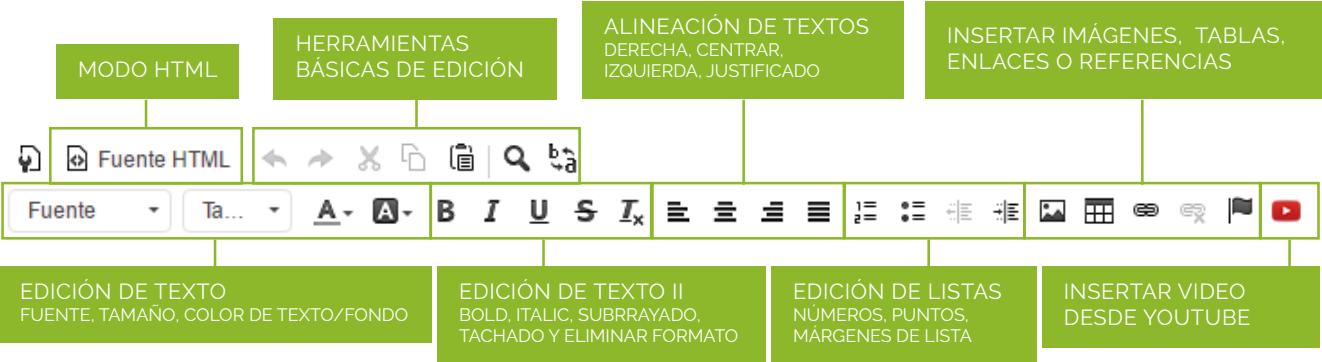 MODO HTML
HERRAMIENTAS
BÁSICAS DE EDICIÓN
ALINEACIÓN DE TEXTOS
DERECHA, CENTRAR,
IZQUIERDA, JUSTIFICADO
INSERTAR IMÁGENES, TABLAS,
ENLACES O REFERENCIAS
Fuente HTML
b a
Fuente Ta... A A B I U S Tx
EDICIÓN DE TEXTO
FUENTE, TAMAÑO, COLOR DE TEXTO/FONDO
EDICIÓN DE TEXTO II
BOLD, ITALIC, SUBRRAYADO,
TACHADO Y ELIMINAR FORMATO
EDICIÓN DE LISTAS
NÚMEROS, PUNTOS,
MÁRGENES DE LISTA
INSERTAR VIDEO
DESDE YOUTUBE